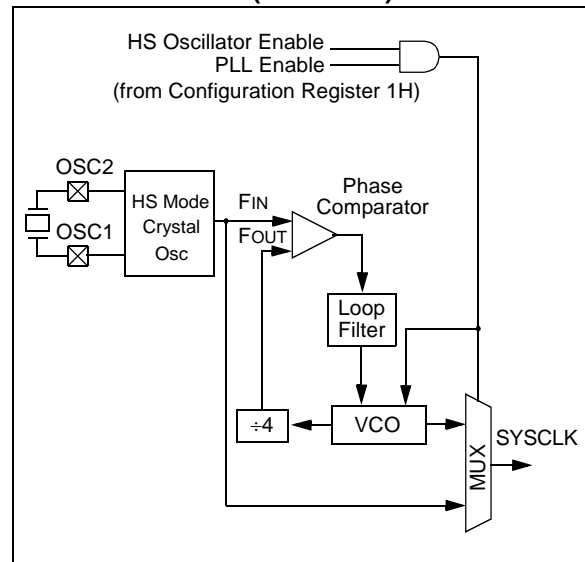 HS Oscillator Enable
PLL Enable
(from Configuration Register 1H)
OSC2
OSC1
HS Mode
Crystal
Osc
FIN
FOUT
Phase
Comparator
Loop
Filter
÷4
VCO
MUX
SYSCLK